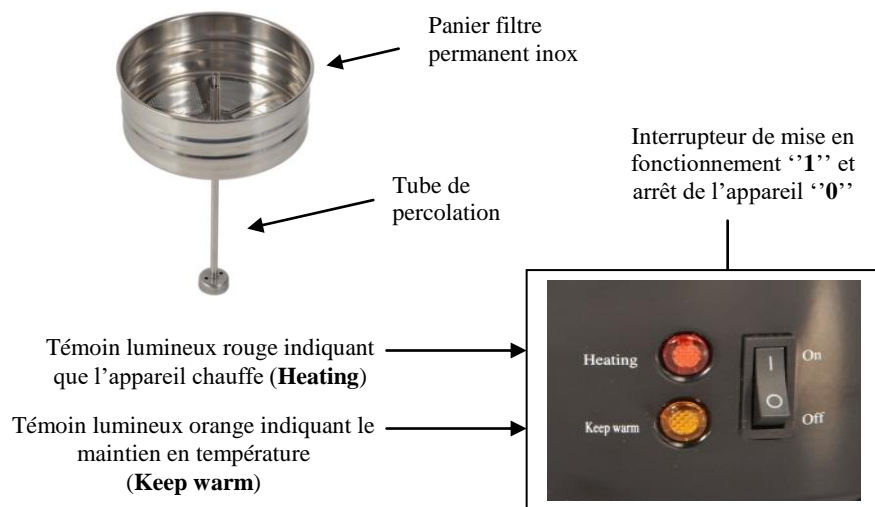 Panier filtre
permanent inox
Interrupteur de mise en
fonctionnement ‘’1’’ et
arrêt de l’appareil ‘’0’’
Tube de
percolation
Témoin lumineux rouge indiquant
que l’appareil chauffe (Heating)
Témoin lumineux orange indiquant le
maintien en température
(Keep warm)
Heating
On
Keep warm
Off
I
O